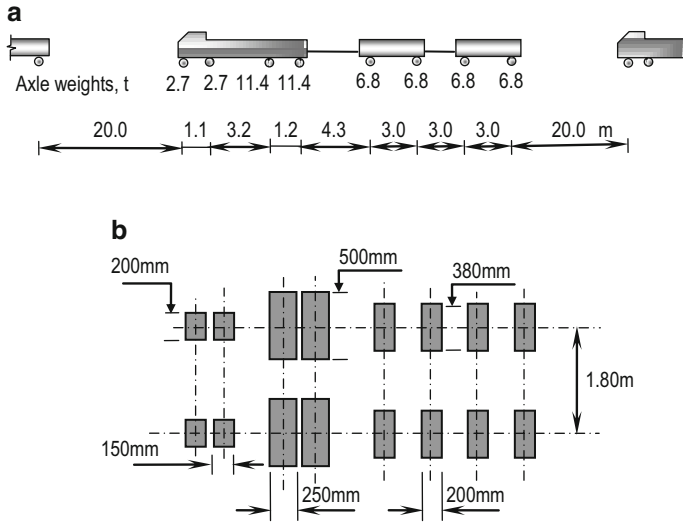 a
Axle weights, t 2.7 2.7 11.4 11.4 6.8 6.8 6.8 6.8
20.0 1.1 3.2 1.2 4.3 3.0 3.0 3.0 20.0 m
b
200mm 500mm 380mm
1.80m
150mm
250mm 200mm